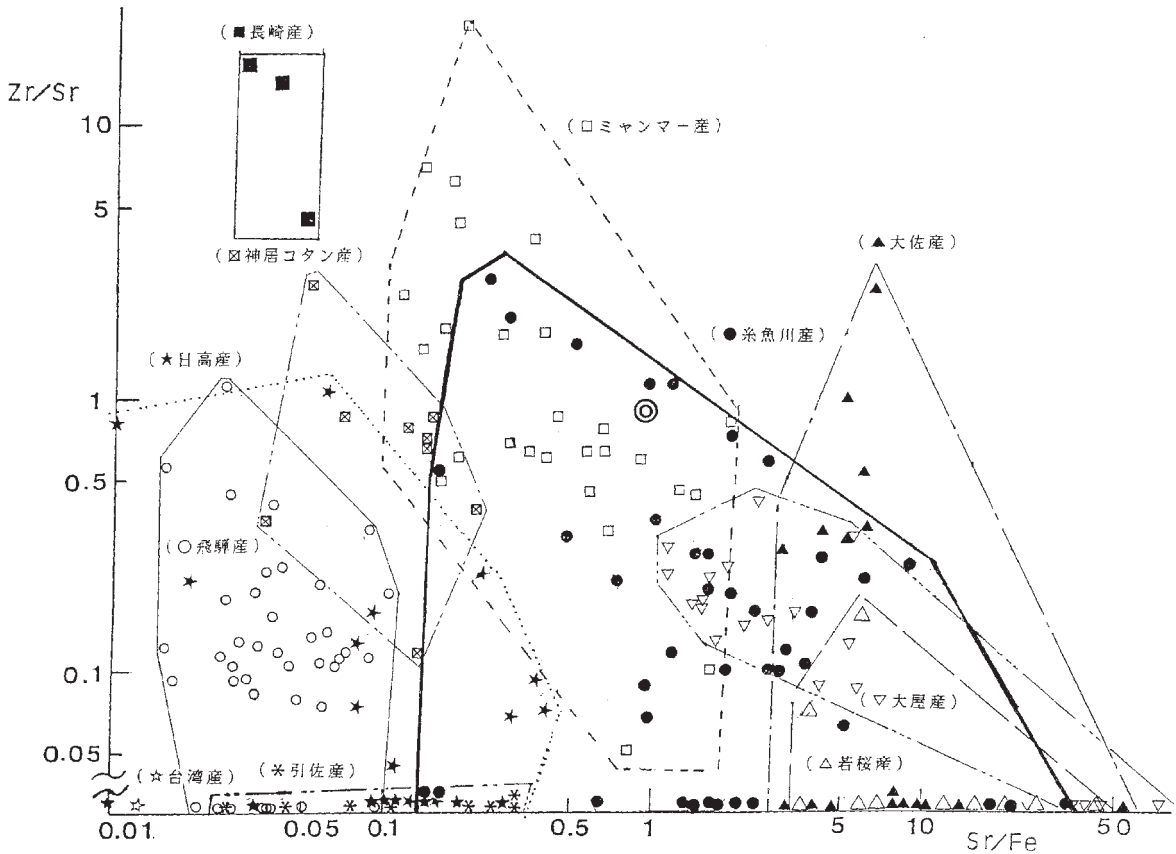 (■長崎産)
Zr/Sr
10
(□ミャンマー産)
5
(⊠神居コタン産)
(▲大佐産)
(★日高産)
(●糸魚川産)
1
0.5
(○飛騨産)
0.1
(▽大屋産)
0.05
(☆台湾産)
(✳引佐産)
(△若桜産)
0.01
0.05
0.1
0.5
1
5
10
50
Sr/Fe